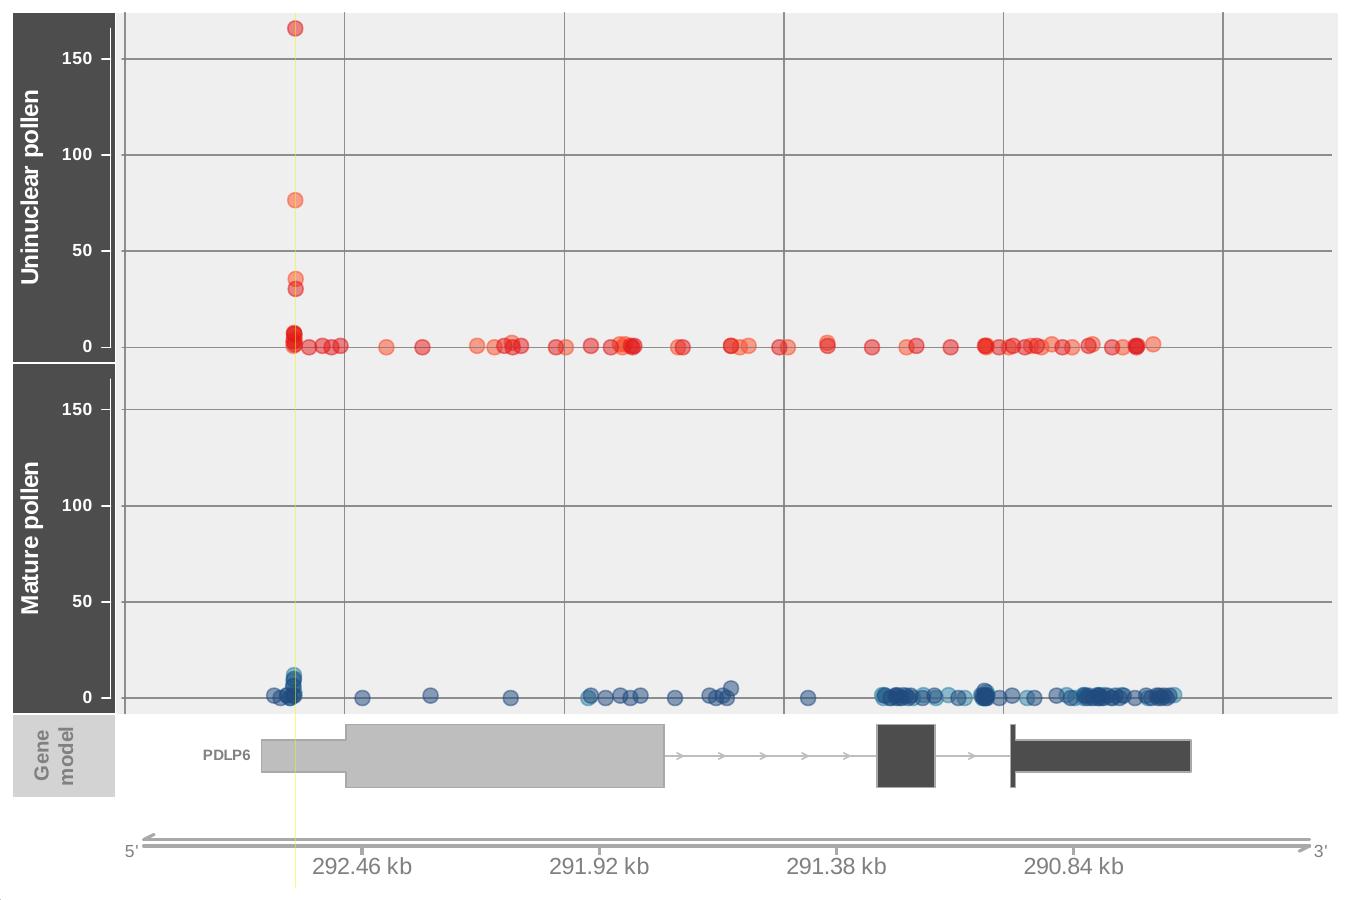 Uninuclear pollen
150
100
50
0
Mature pollen
150
100
50
0
Gene
model
PDLP6
5'
3'
292.46 kb
291.92 kb
291.38 kb
290.84 kb